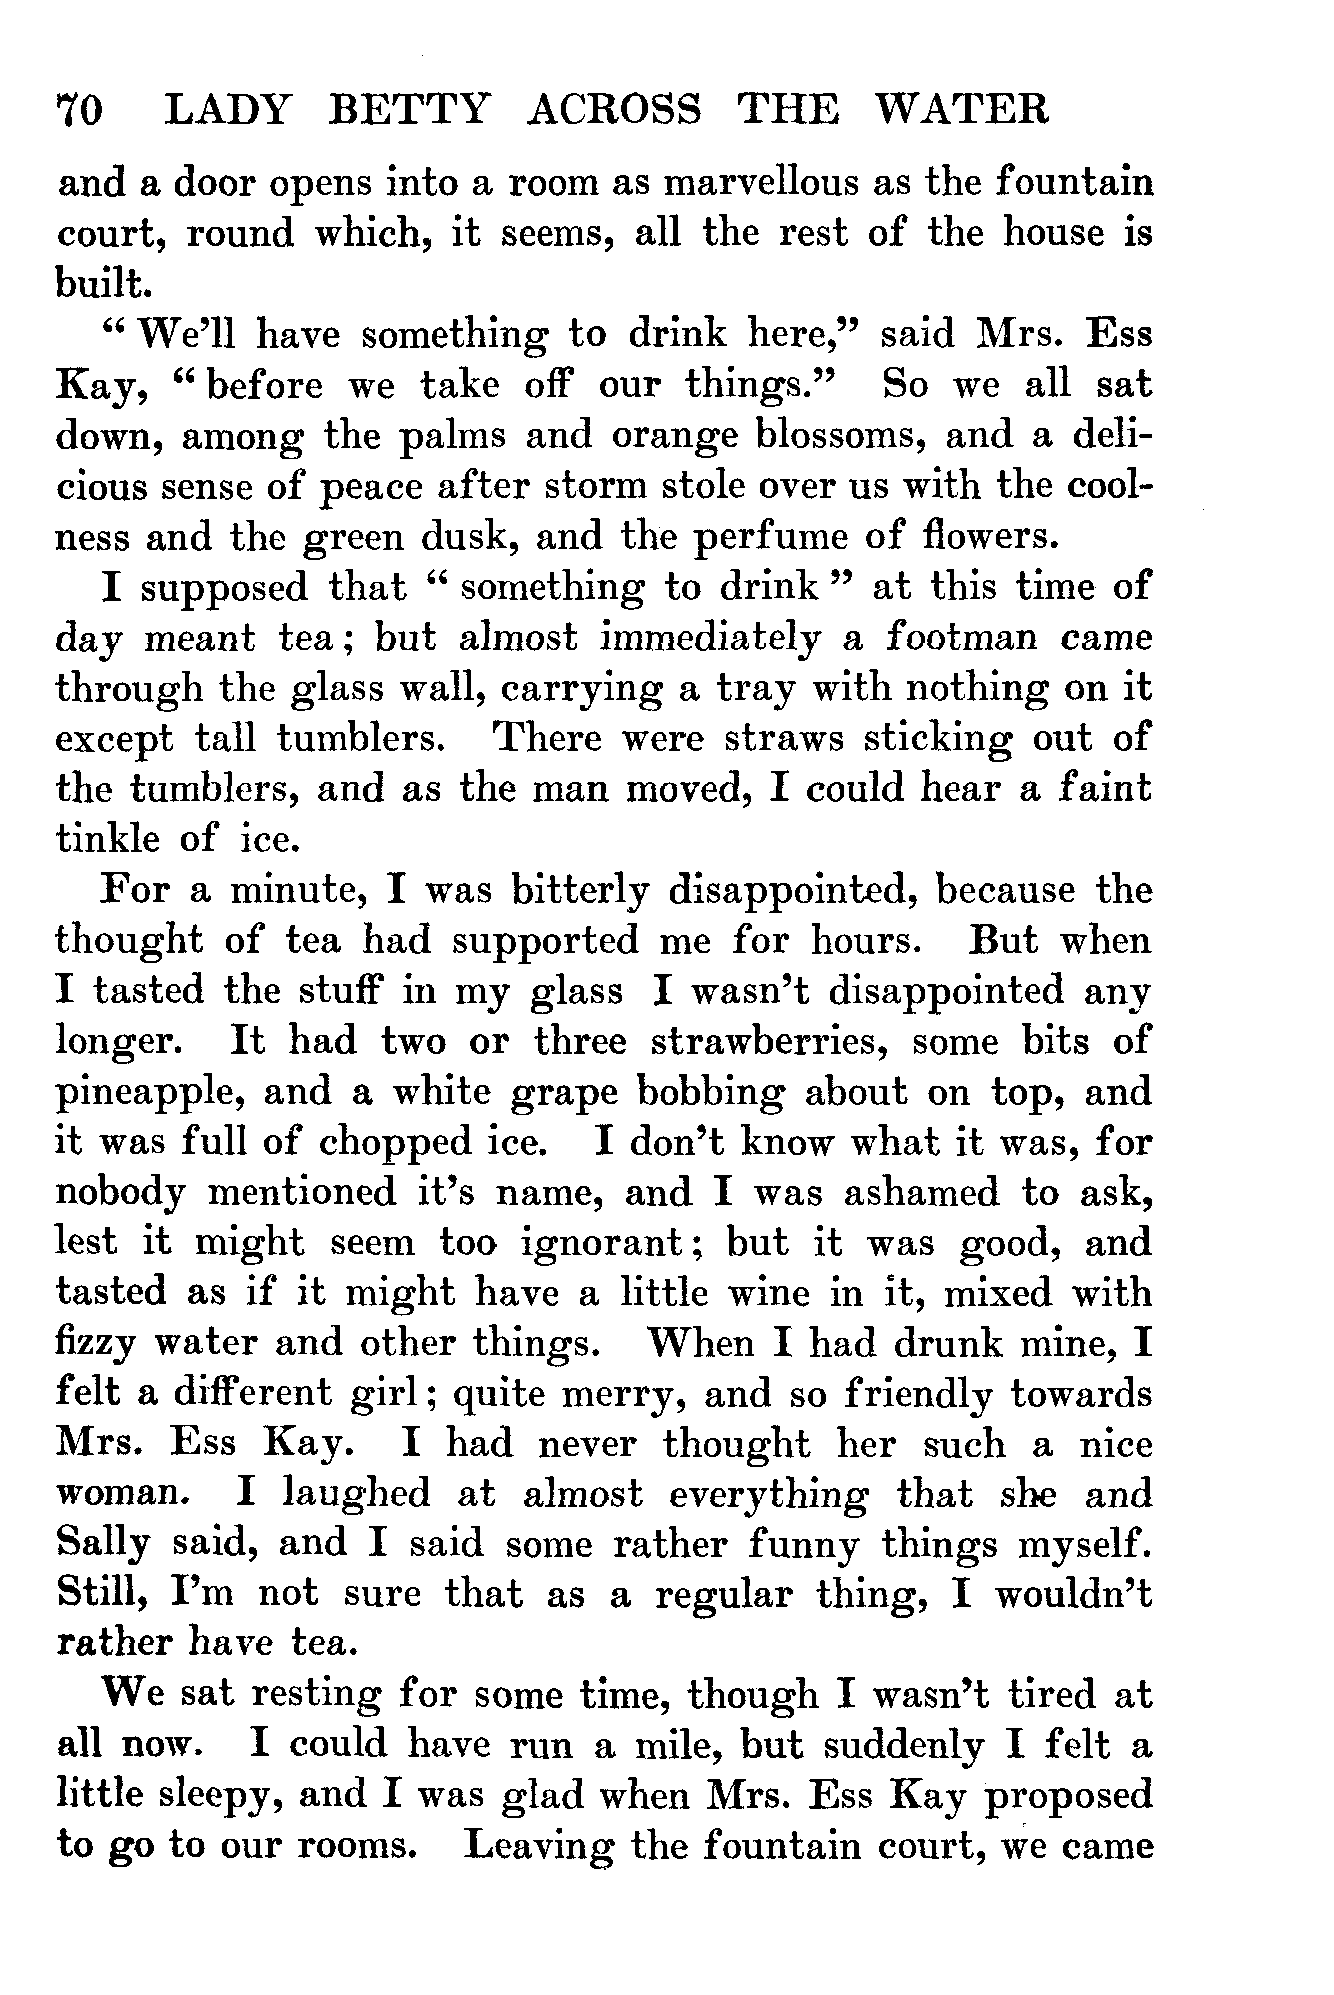 70 LADY BETTY ACROSS THE WATER
and a door opens into a room as marvellous as the fountain
court, round which, it seems, all the rest of the house is
built.
“We’ll have something to drink here,” said Mrs. Ess
Kay, “before we take off our things.” So we all sat
down, among the palms and orange blossoms, and a deli-
cious sense of peace after storm stole over us with the cool-
ness and the green dusk, and the perfume of flowers.
I supposed that “something to drink” at this time of
day meant tea; but almost immediately a footman came
through the glass wall, carrying a tray with nothing on it
except tall tumblers. There were straws sticking out of
the tumblers, and as the man moved, I could hear a faint
tinkle of ice.
For a minute, I was bitterly disappointed, because the
thought of tea had supported me for hours. But when
I tasted the stuff in my glass I wasn’t disappointed any
longer. It had two or three strawberries, some bits of
pineapple, and a white grape bobbing about on top, and
it was full of chopped ice. I don’t know what it was, for
nobody mentioned it’s name, and I was ashamed to ask,
lest it might seem too ignorant; but it was good, and
tasted as if it might have a little wine in it, mixed with
fizzy water and other things. When I had drunk mine, I
felt a different girl; quite merry, and so friendly towards
Mrs. Ess Kay. I had never thought her such a nice
woman. I laughed at almost everything that she and
Sally said, and I said some rather funny things myself.
Still, I’m not sure that as a regular thing, I wouldn’t
rather have tea.
We sat resting for some time, though I wasn’t tired at
all now. I could have run a mile, but suddenly I felt a
little sleepy, and I was glad when Mrs. Ess Kay proposed
to go to our rooms. Leaving the fountain court, we came